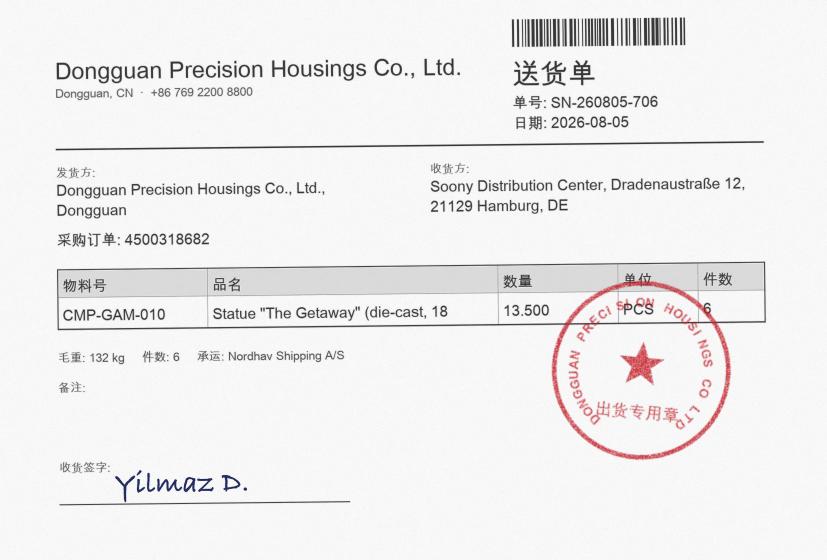 Dongguan Precision Housings Co., Ltd.
Dongguan, CN · +86 769 2200 8800
送货单
单号: SN-260805-706
日期: 2026-08-05
发货方:
Dongguan Precision Housings Co., Ltd.,
Dongguan
收货方:
Soony Distribution Center, Dradenaustraße 12,
21129 Hamburg, DE
采购订单: 4500318682
物料号 品名 数量 单位 件数
CMP-GAM-010 Statue "The Getaway" (die-cast, 18 13.500 PCS 6
毛重: 132 kg 件数: 6 承运: Nordhav Shipping A/S
备注:
DONGGUAN PRECISION HOUSINGS CO LTD
出货专用章
收货签字: Yilmaz D.